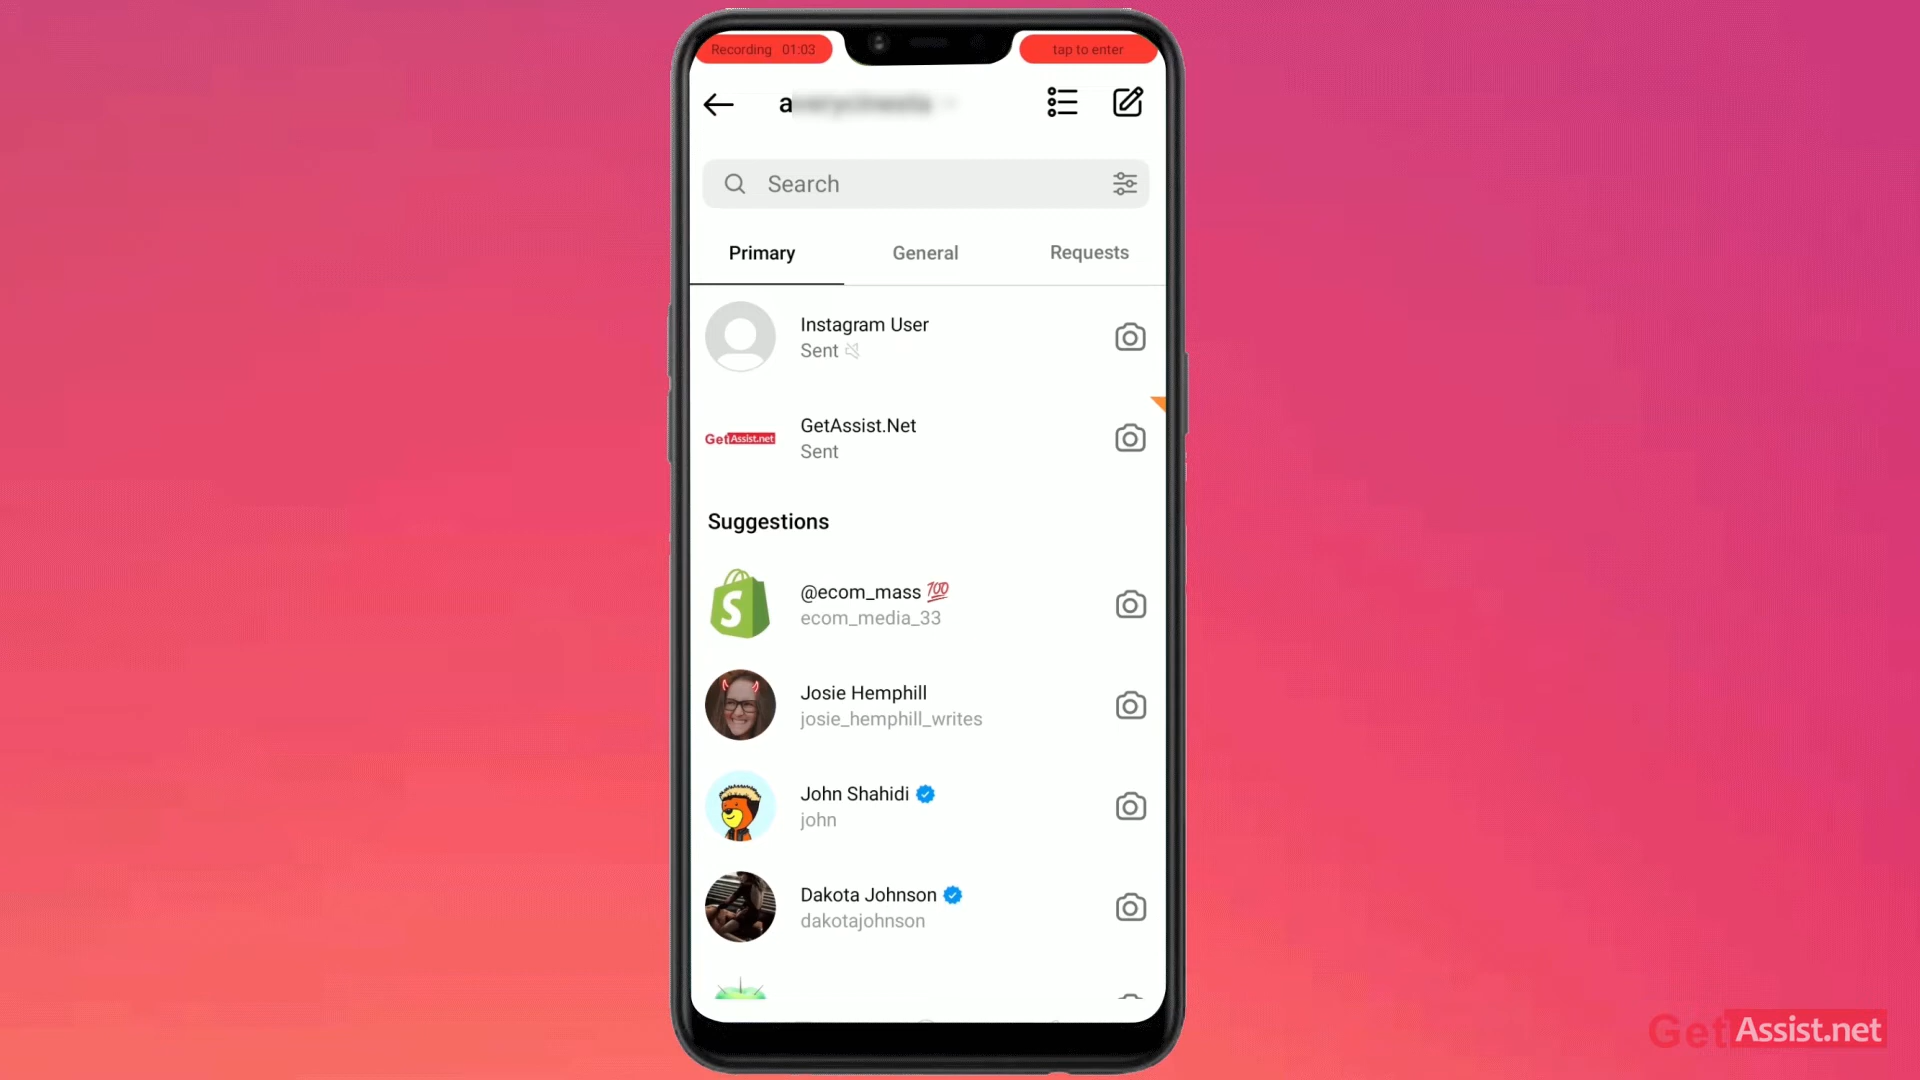 Recording 01:03
tap to enter
a
Search
Primary General Requests
Instagram User
Sent
GetAssist.net
GetAssist.Net
Sent
Suggestions
@ecom_mass 💯
ecom_media_33
Josie Hemphill
josie_hemphill_writes
John Shahidi
john
Dakota Johnson
dakotajohnson
GetAssist.net